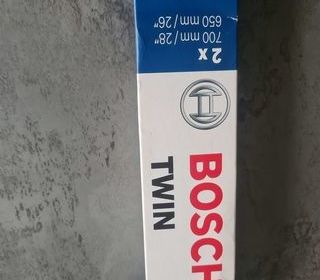 BOSCH
TWIN
2 x
700 mm / 28"
650 mm / 26"